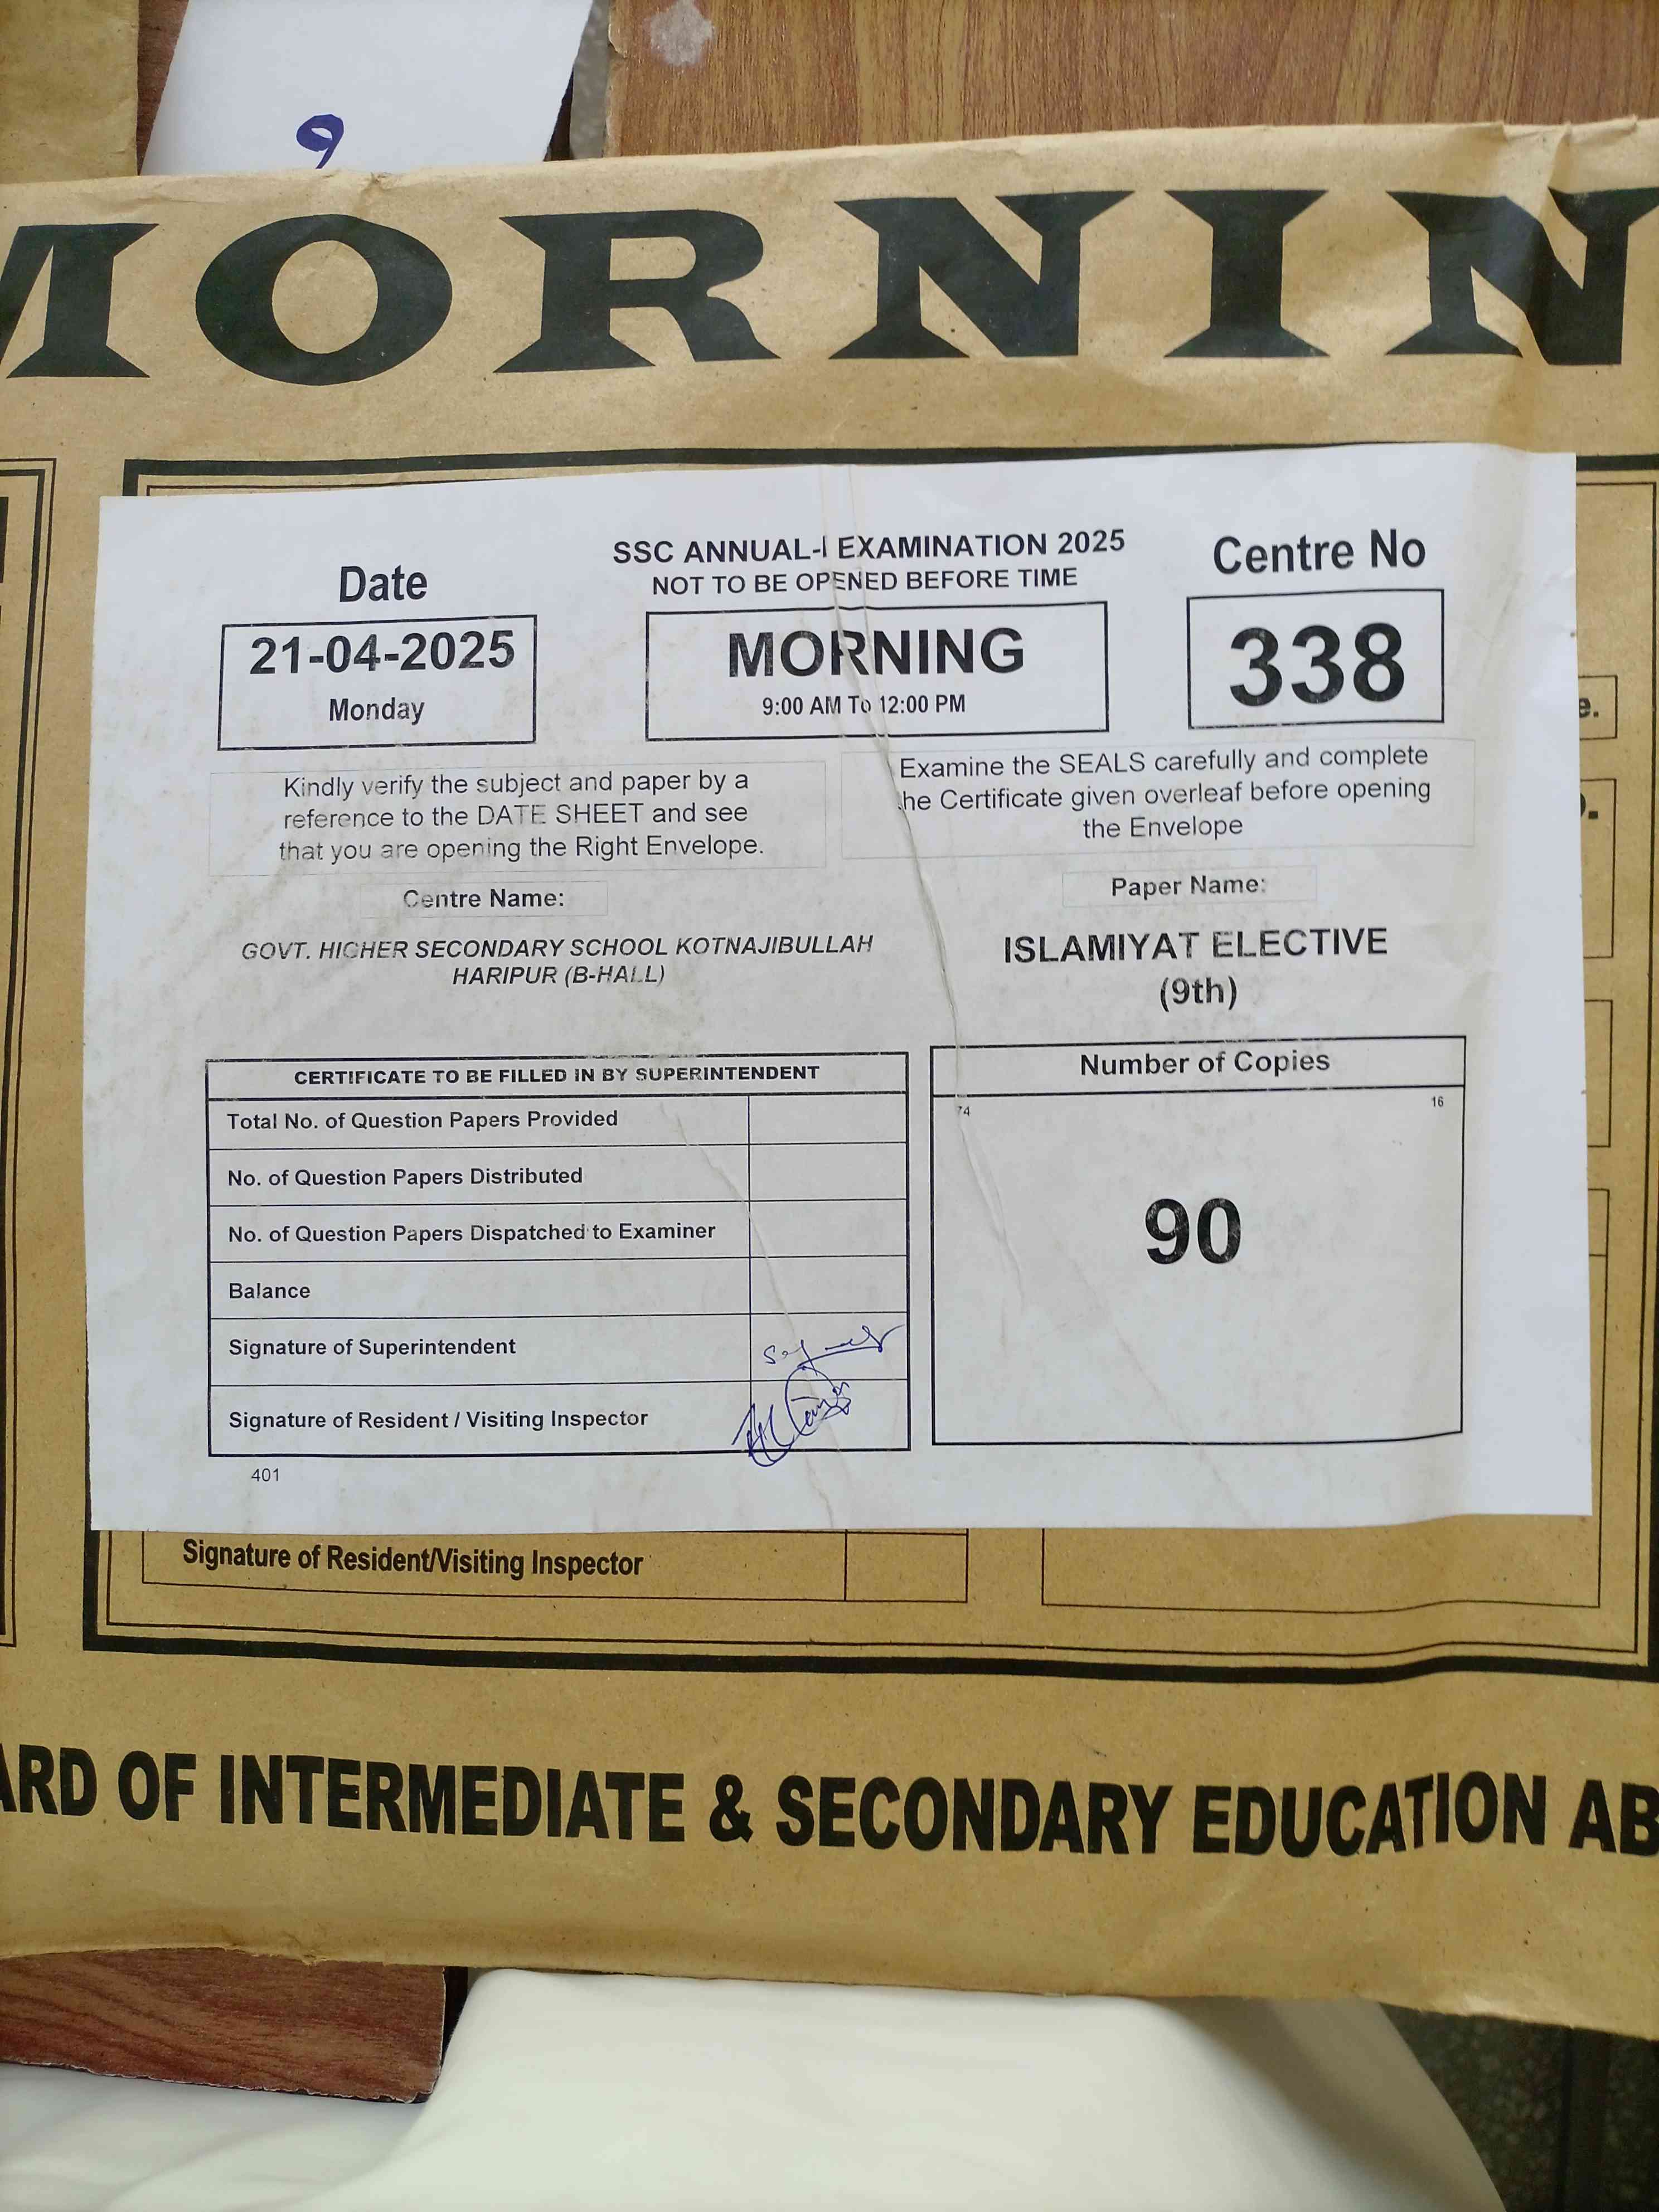 9
MORNIN
SSC ANNUAL-I EXAMINATION 2025
NOT TO BE OPENED BEFORE TIME
Date
21-04-2025
Monday
MORNING
9:00 AM To 12:00 PM
Centre No
338
Kindly verify the subject and paper by a
reference to the DATE SHEET and see
that you are opening the Right Envelope.
Examine the SEALS carefully and complete
he Certificate given overleaf before opening
the Envelope
Centre Name:
GOVT. HIGHER SECONDARY SCHOOL KOTNAJIBULLAH
HARIPUR (B-HALL)
Paper Name:
ISLAMIYAT ELECTIVE
(9th)
CERTIFICATE TO BE FILLED IN BY SUPERINTENDENT
Total No. of Question Papers Provided
No. of Question Papers Distributed
No. of Question Papers Dispatched to Examiner
Balance
Signature of Superintendent
Signature of Resident / Visiting Inspector
401
Number of Copies
74 16
90
e.
Signature of Resident/Visiting Inspector
ARD OF INTERMEDIATE & SECONDARY EDUCATION AB